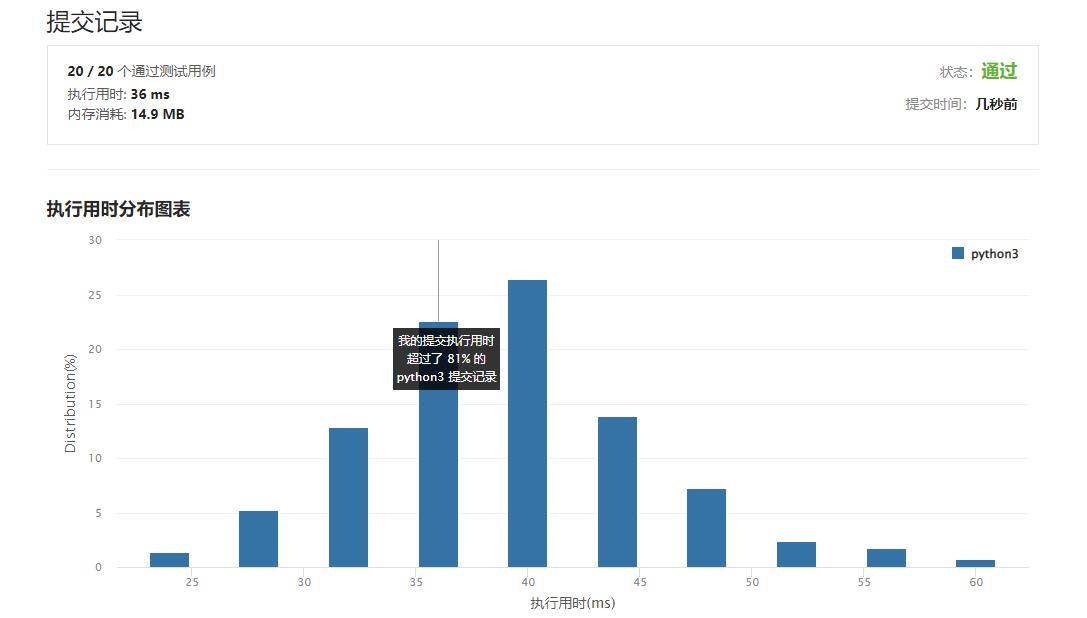 提交记录
20 / 20 个通过测试用例
状态：通过
执行用时: 36 ms
提交时间：几秒前
内存消耗: 14.9 MB
执行用时分布图表
30
25
20
15
10
5
0
Distribution(%)
python3
我的提交执行用时
超过了 81% 的
python3 提交记录
25 30 35 40 45 50 55 60
执行用时(ms)